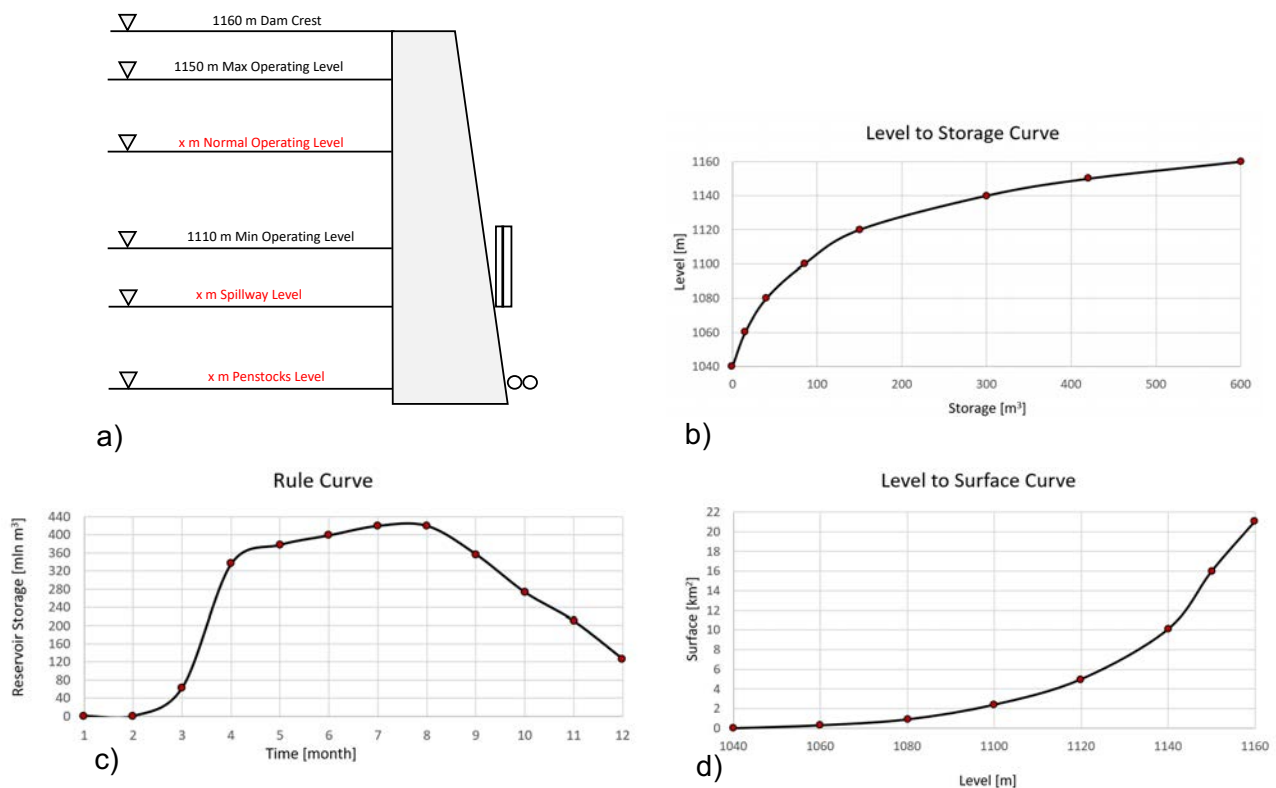 1160 m Dam Crest
1150 m Max Operating Level
x m Normal Operating Level
1110 m Min Operating Level
x m Spillway Level
x m Penstocks Level
a)
Level to Storage Curve
Level [m]
1160
1140
1120
1100
1080
1060
1040
0 100 200 300 400 500 600
Storage [m³]
b)
Rule Curve
Reservoir Storage [mln m³]
440
400
360
320
280
240
200
160
120
80
40
0
1 2 3 4 5 6 7 8 9 10 11 12
Time [month]
c)
Level to Surface Curve
Surface [km²]
22
20
18
16
14
12
10
8
6
4
2
0
1040 1060 1080 1100 1120 1140 1160
Level [m]
d)